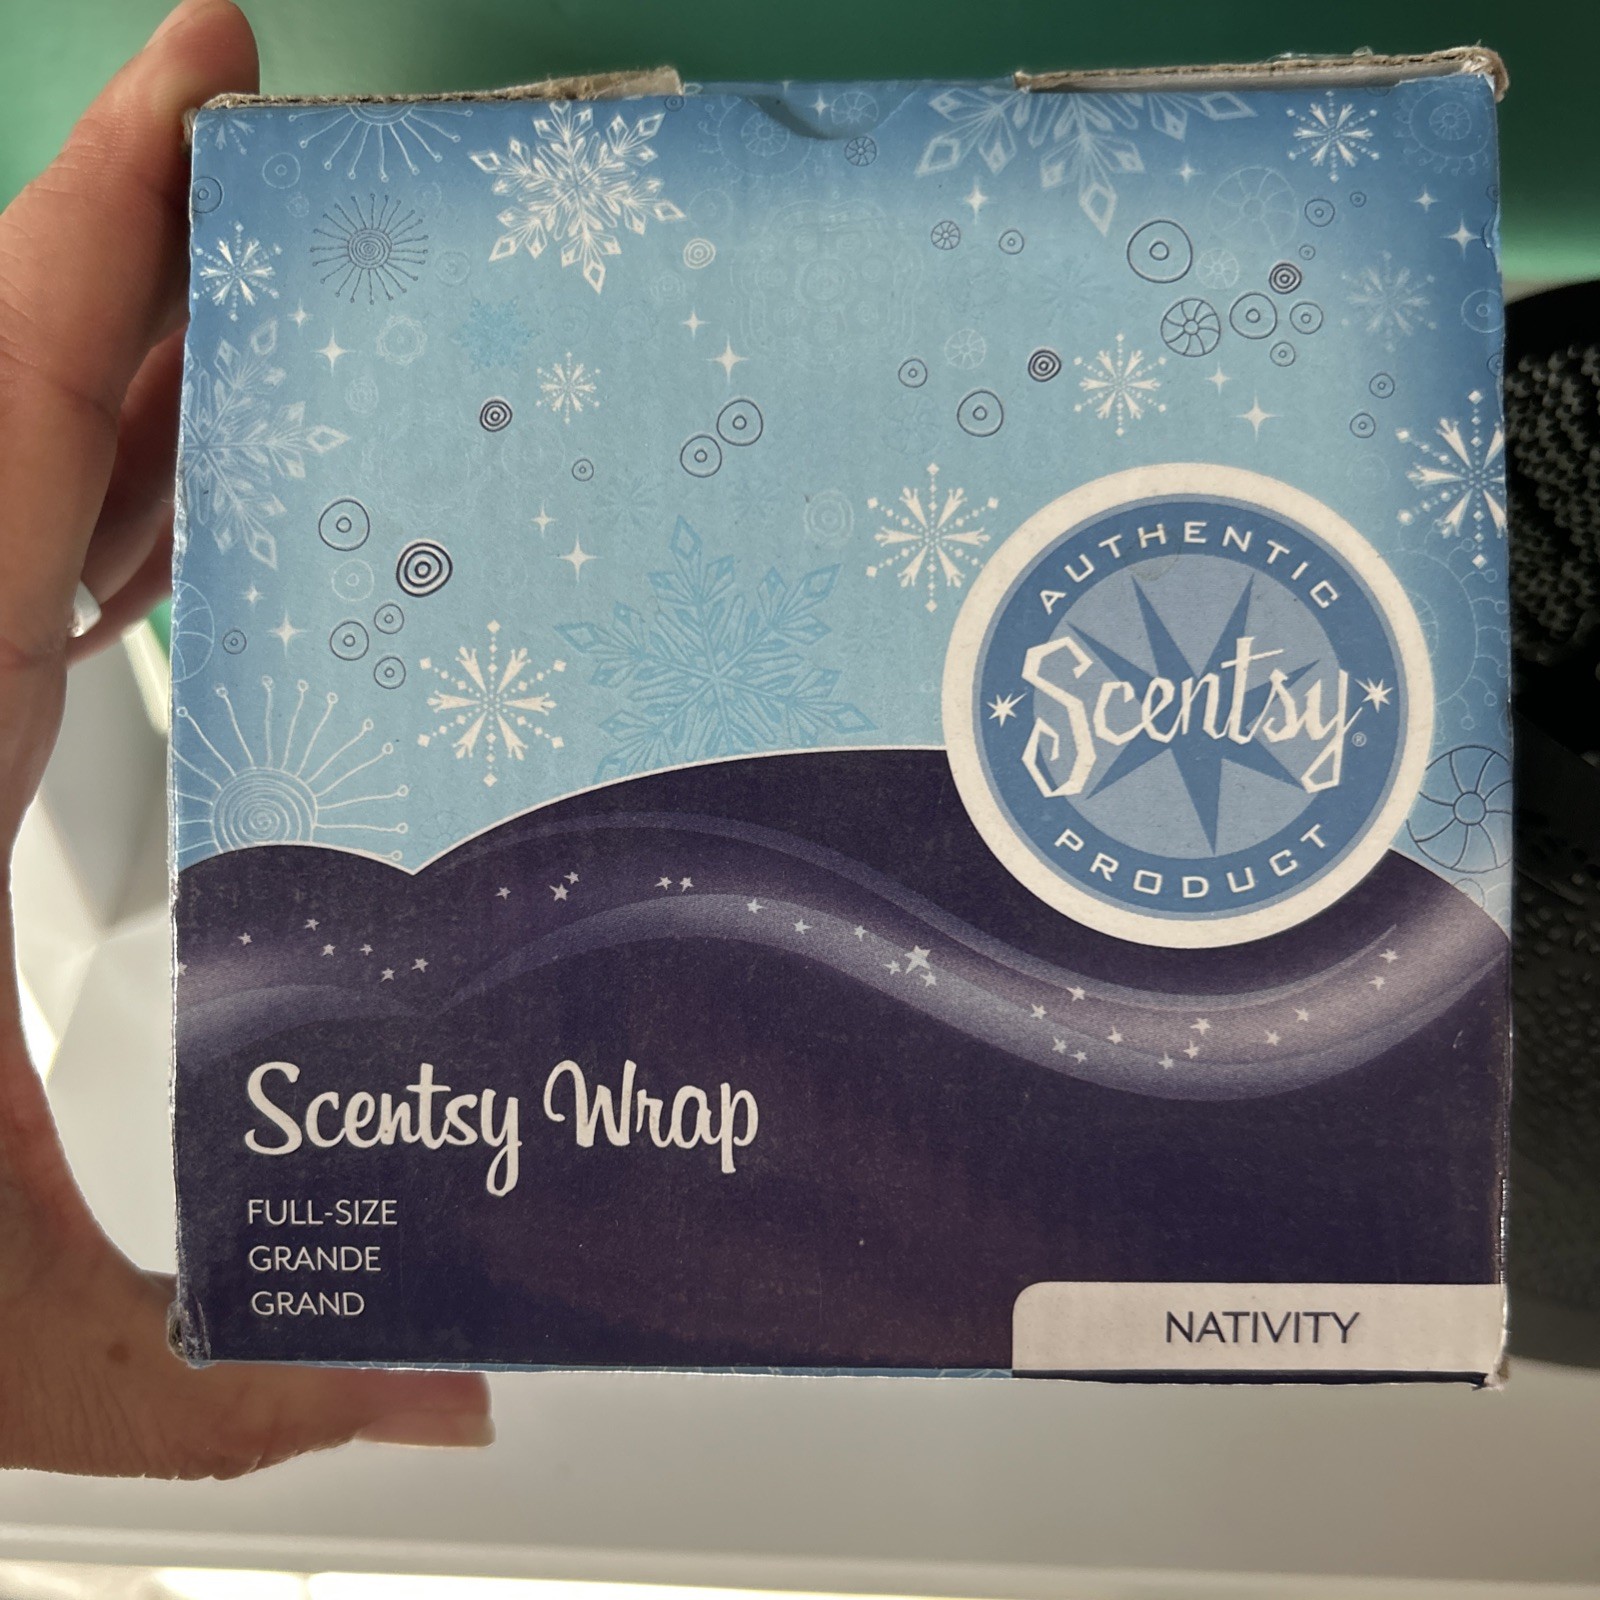 AUTHENTIC
Scentsy®
PRODUCT
Scentsy Wrap
FULL-SIZE
GRANDE
GRAND
NATIVITY